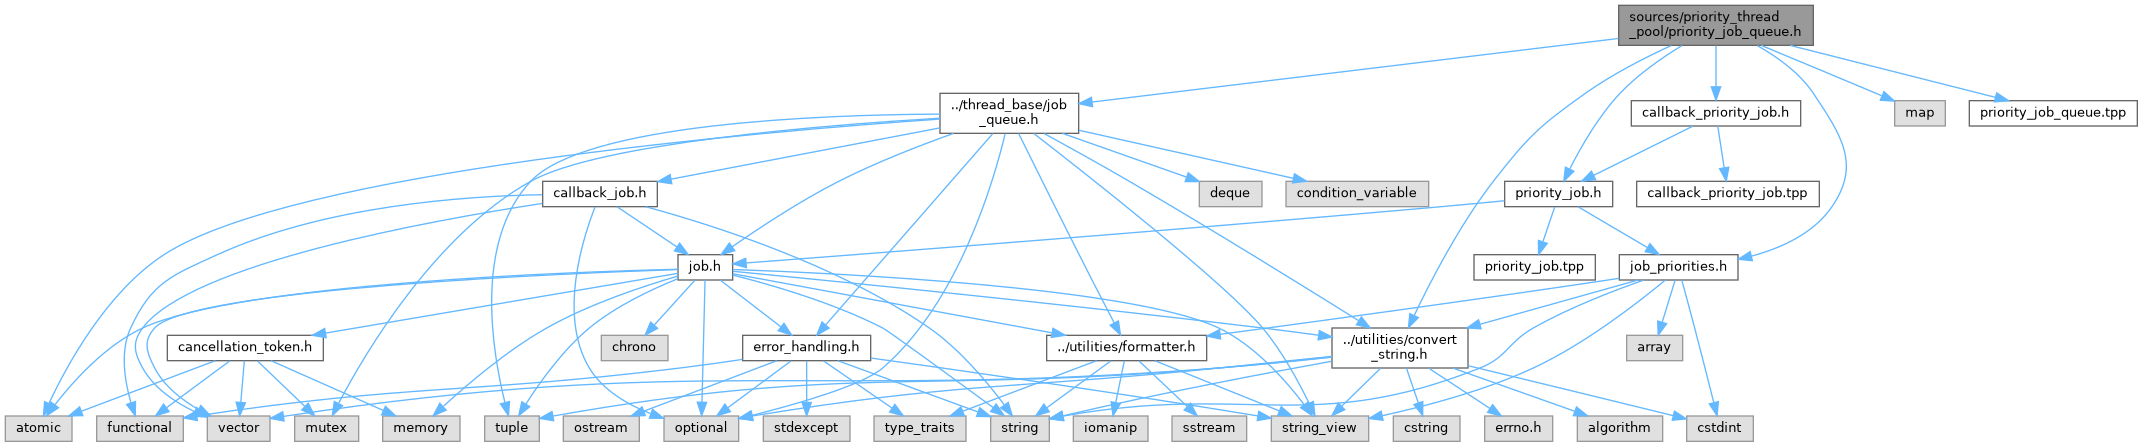 sources/priority_thread
_pool/priority_job_queue.h
../thread_base/job
_queue.h
callback_priority_job.h
map
priority_job_queue.tpp
callback_job.h
deque
condition_variable
priority_job.h
callback_priority_job.tpp
job.h
priority_job.tpp
job_priorities.h
cancellation_token.h
chrono
error_handling.h
../utilities/formatter.h
../utilities/convert
_string.h
array
atomic
functional
vector
mutex
memory
tuple
ostream
optional
stdexcept
type_traits
string
iomanip
sstream
string_view
cstring
errno.h
algorithm
cstdint